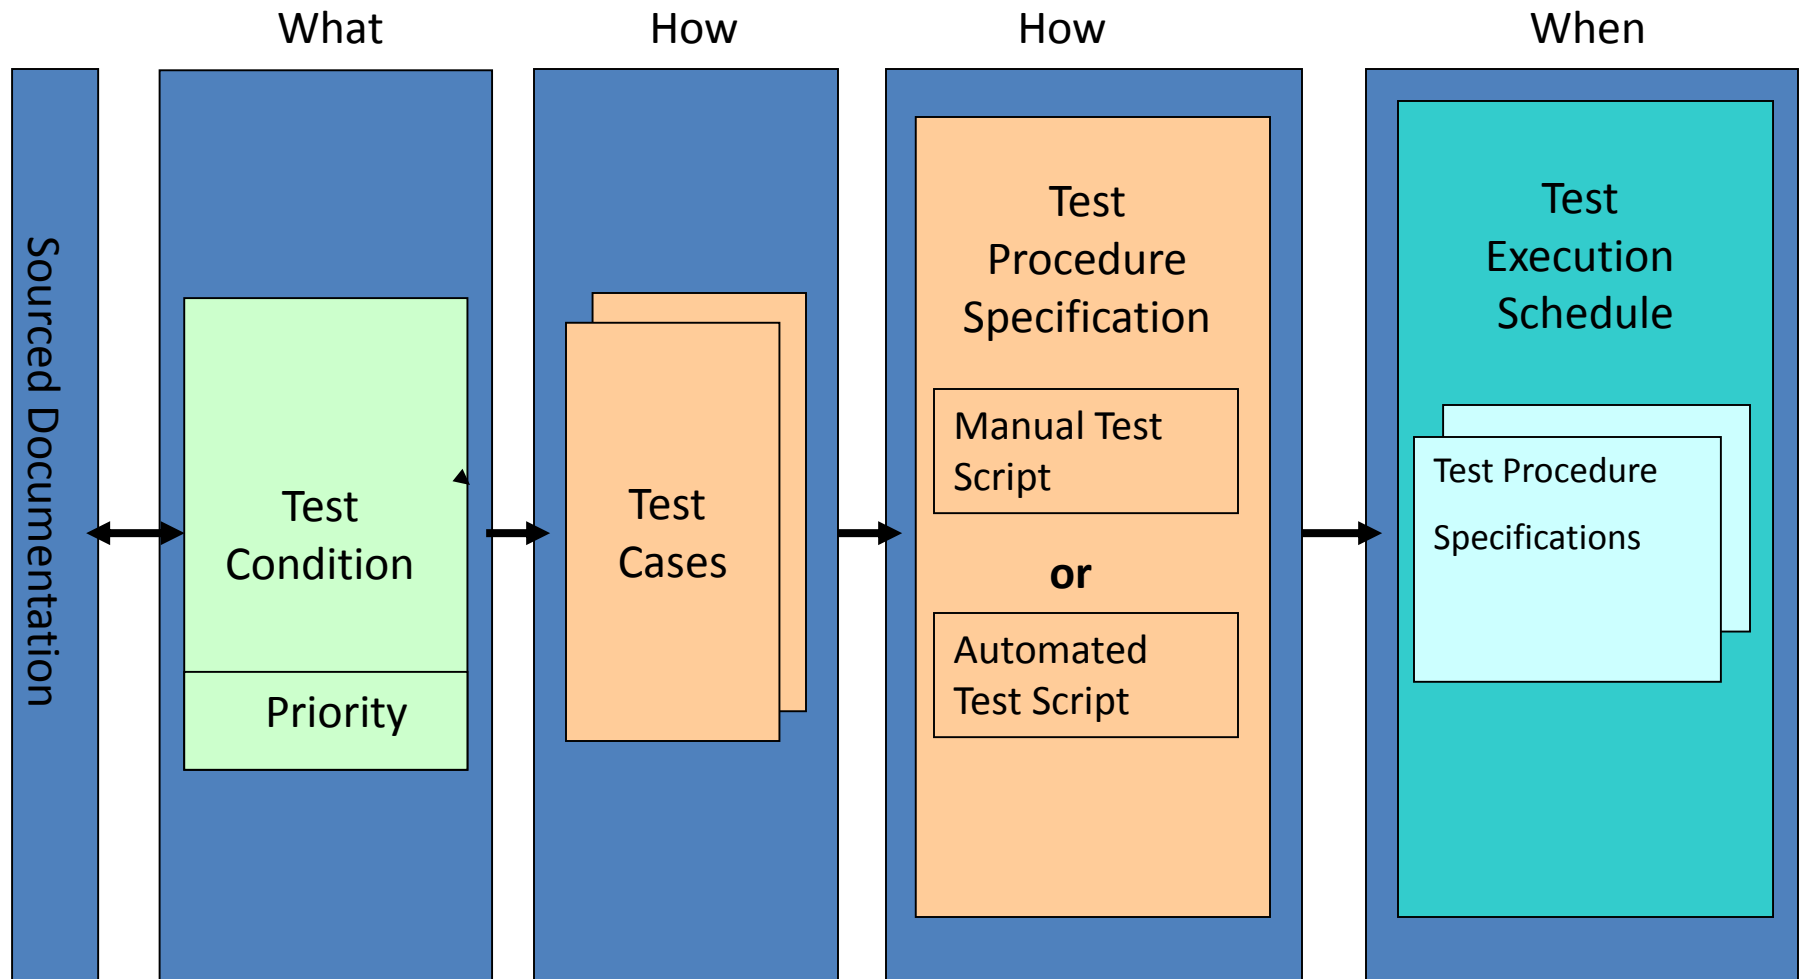 What
How
How
When
Sourced Documentation
Test
Condition
Priority
Test
Cases
Test
Procedure
Specification
Manual Test
Script
or
Automated
Test Script
Test
Execution
Schedule
Test Procedure
Specifications